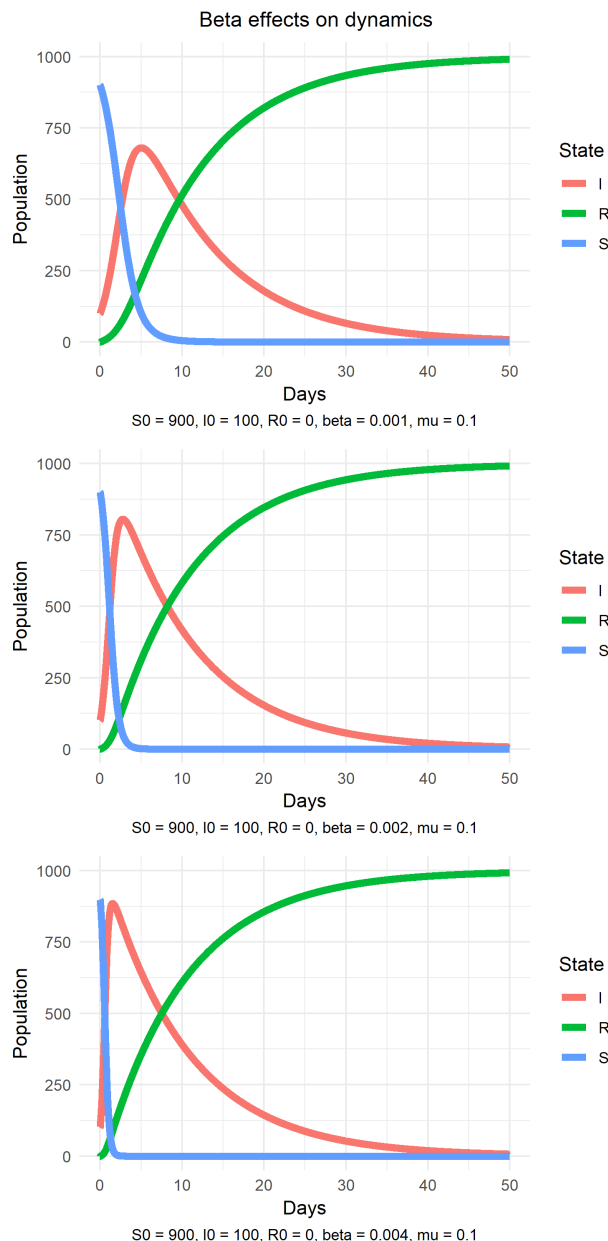 Beta effects on dynamics
1000
750
500
250
0
Population
0 10 20 30 40 50
Days
State
I
R
S
S0 = 900, I0 = 100, R0 = 0, beta = 0.001, mu = 0.1
1000
750
500
250
0
Population
0 10 20 30 40 50
Days
State
I
R
S
S0 = 900, I0 = 100, R0 = 0, beta = 0.002, mu = 0.1
1000
750
500
250
0
Population
0 10 20 30 40 50
Days
State
I
R
S
S0 = 900, I0 = 100, R0 = 0, beta = 0.004, mu = 0.1